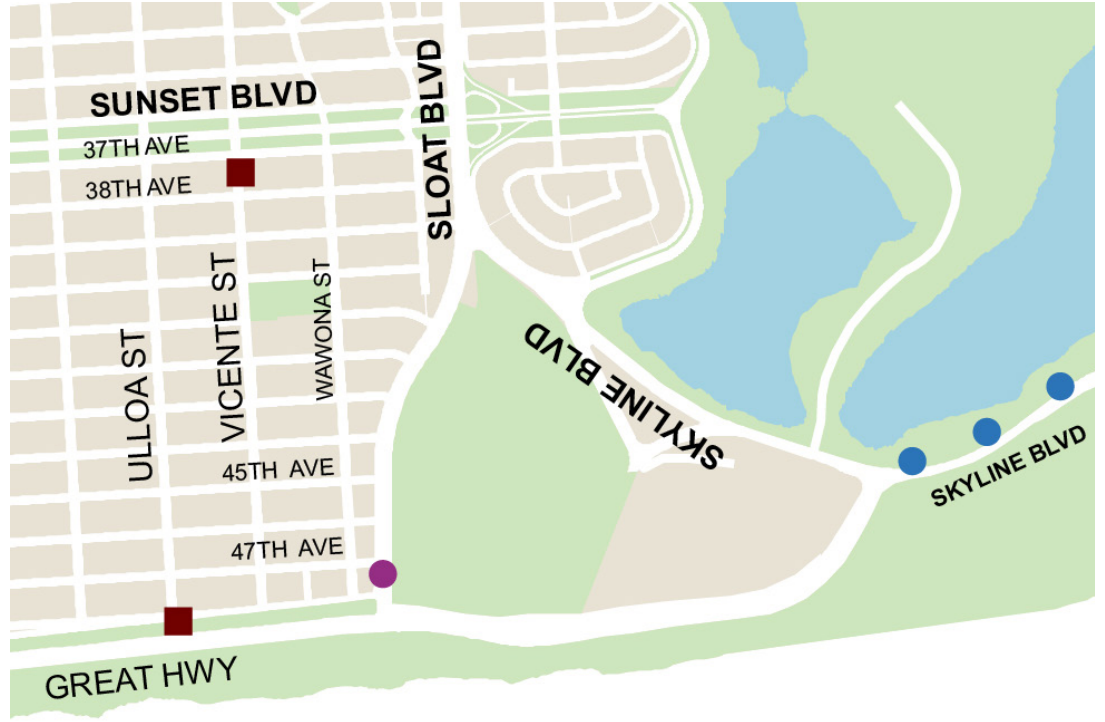 SUNSET BLVD
37TH AVE
38TH AVE
SLOAT BLVD
ULLOA ST
VICENTE ST
WAWONA ST
SKYLINE BLVD
45TH AVE
SKYLINE BLVD
47TH AVE
GREAT HWY